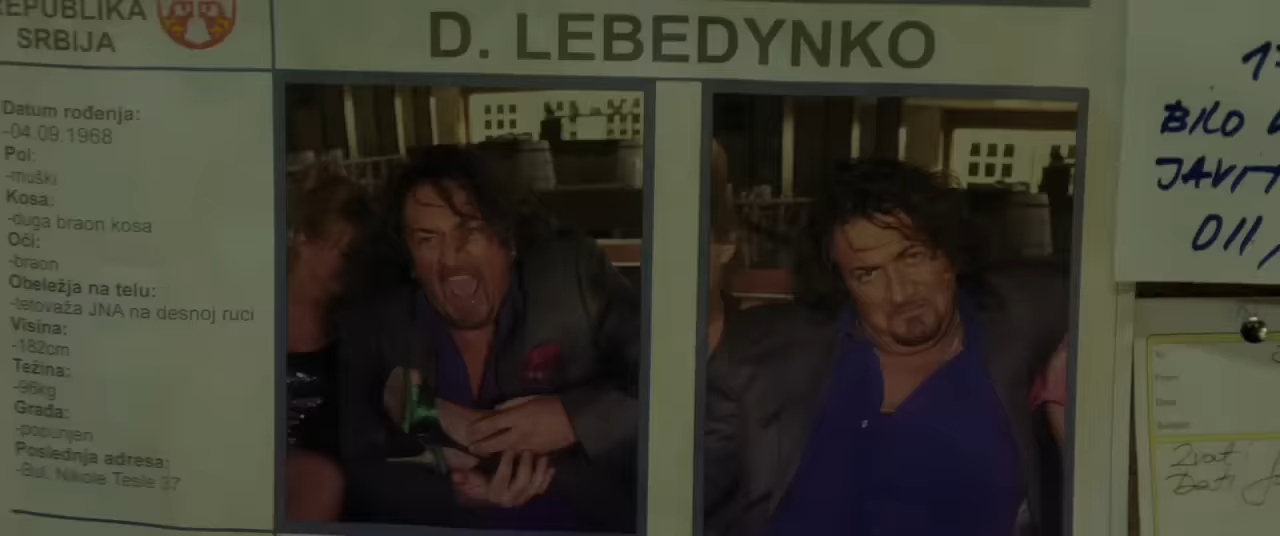 REPUBLIKA
SRBIJA
D. LEBEDYNKO
Datum rođenja:
-04.09.1968
Pol:
-muški
Kosa:
-duga braon kosa
Oči:
-braon
Obeležja na telu:
-tetovaža JNA na desnoj ruci
Visina:
-182cm
Težina:
-96kg
Građa:
-popunjen
Poslednja adresa:
-Bul. Nikole Tesle 37
BILO
011